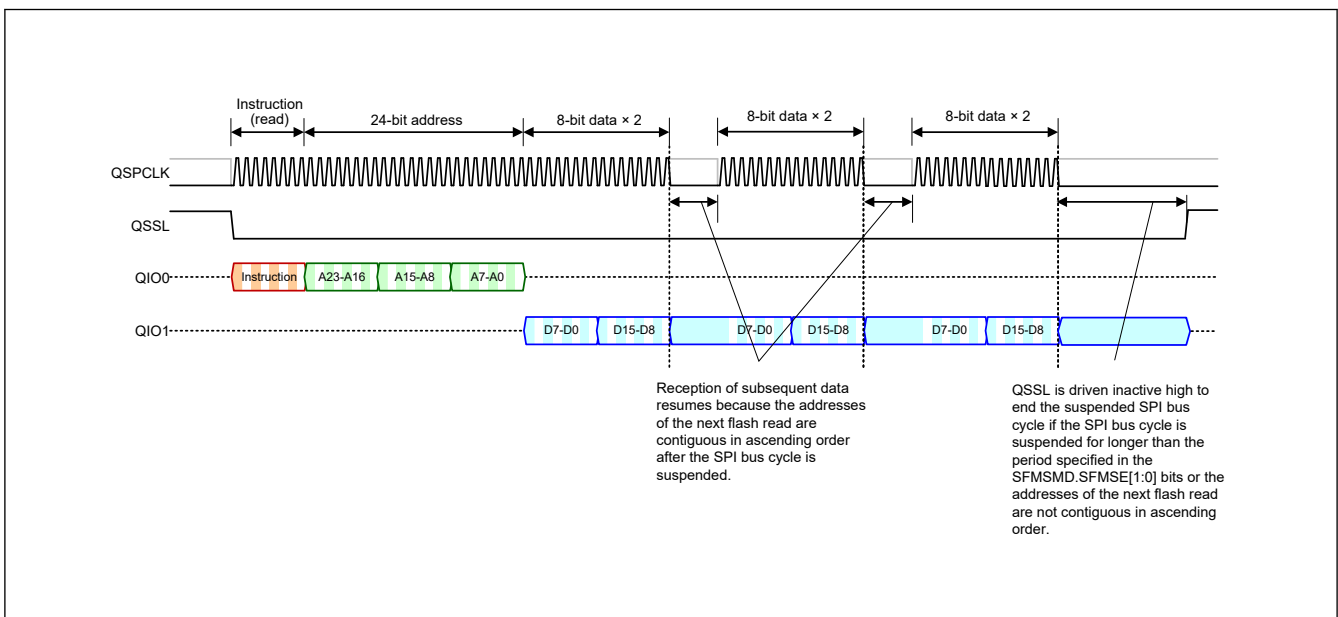 Instruction
(read)
24-bit address
8-bit data × 2
8-bit data × 2
8-bit data × 2
QSPCLK
QSSL
QIO0
Instruction
A23-A16
A15-A8
A7-A0
QIO1
D7-D0
D15-D8
D7-D0
D15-D8
D7-D0
D15-D8
Reception of subsequent data
resumes because the addresses
of the next flash read are
contiguous in ascending order
after the SPI bus cycle is
suspended.
QSSL is driven inactive high to
end the suspended SPI bus
cycle if the SPI bus cycle is
suspended for longer than the
period specified in the
SFMSMD.SFMSE[1:0] bits or the
addresses of the next flash read
are not contiguous in ascending
order.